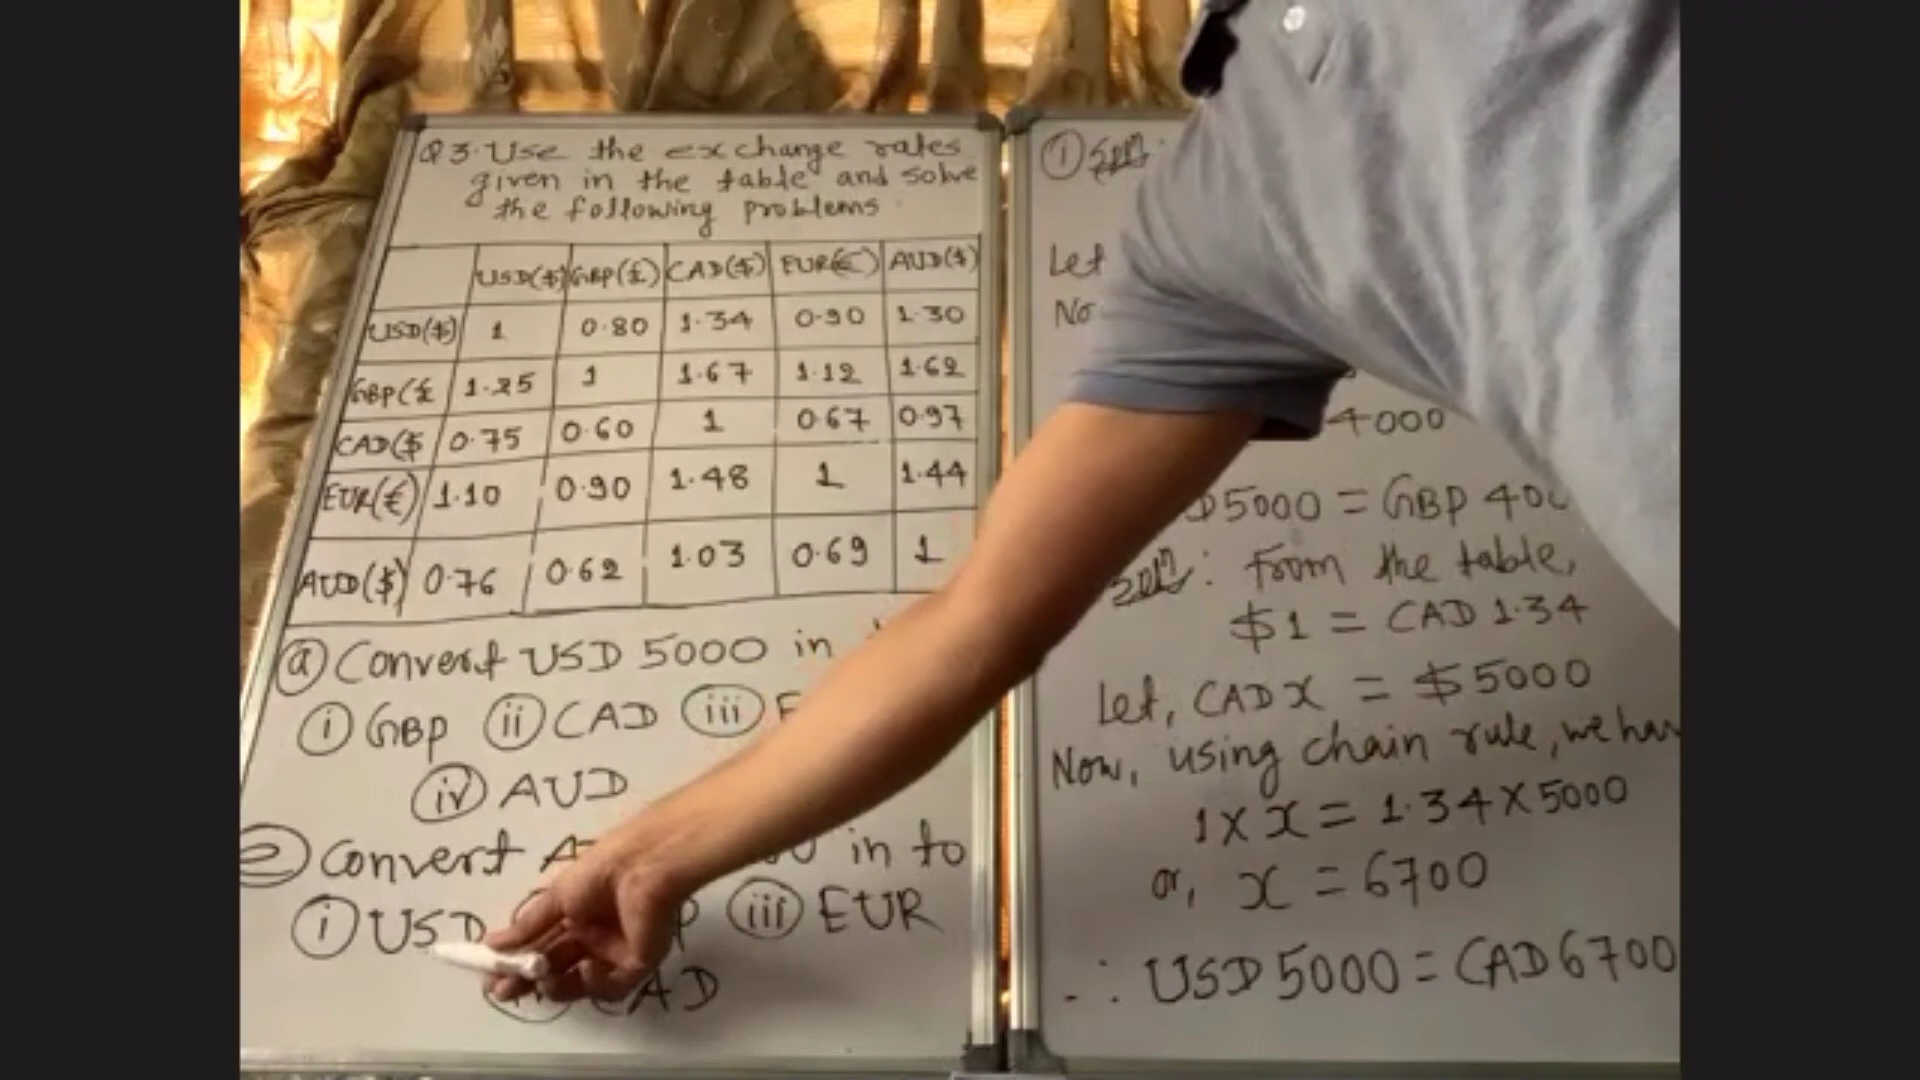 Q3. Use the exchange rates
given in the table and solve
the following problems.
USD($) GBP(£) CAD($) EUR(€) AUD($)
USD($) 1 0.80 1.34 0.90 1.30
GBP(£ 1.25 1 1.67 1.12 1.62
CAD($ 0.75 0.60 1 0.67 0.97
EUR(€) 1.10 0.90 1.48 1 1.44
AUD($) 0.76 0.62 1.03 0.69 1
(a) Convert USD 5000 in
(i) GBP (ii) CAD (iii)
(iv) AUD
(e) Convert in to
(i) USD (iii) EUR
CAD
(i) Solⁿ:
Let
4000
5000 = GBP
Solⁿ: From the table,
$1 = CAD 1.34
Let, CAD x = $5000
Now, using chain rule, we hav
1 × x = 1.34 × 5000
or, x = 6700
∴ USD 5000 = CAD 6700